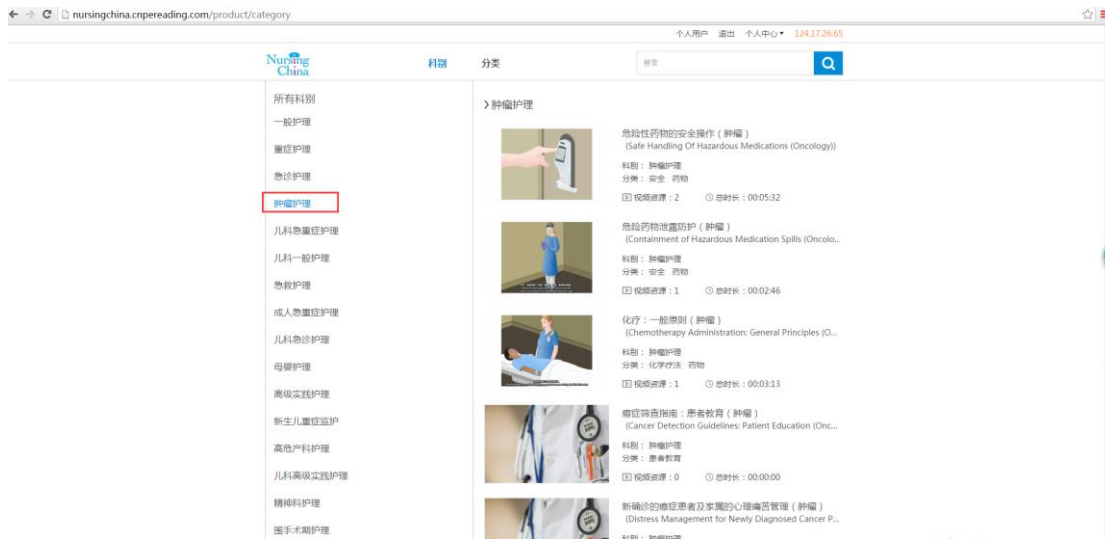 nursingchina.cnpereading.com/product/category
个人用户 退出 个人中心▾ 124.17.26.65
Nursing
China
科别 分类 搜索
所有科别
一般护理
重症护理
急诊护理
肿瘤护理
儿科急重症护理
儿科一般护理
急救护理
成人急重症护理
儿科急诊护理
母婴护理
高级实践护理
新生儿重症监护
高危产科护理
儿科高级实践护理
精神科护理
围手术期护理
肿瘤护理
危险性药物的安全操作（肿瘤）
(Safe Handling Of Hazardous Medications (Oncology))
科别： 肿瘤护理
分类： 安全 药物
视频资源：2 总时长：00:05:32
危险药物泄露防护（肿瘤）
(Containment of Hazardous Medication Spills (Oncolo...
科别： 肿瘤护理
分类： 安全 药物
视频资源：1 总时长：00:02:46
化疗：一般原则（肿瘤）
(Chemotherapy Administration: General Principles (O...
科别： 肿瘤护理
分类： 化学疗法 药物
视频资源：1 总时长：00:03:13
癌症筛查指南：患者教育（肿瘤）
(Cancer Detection Guidelines: Patient Education (Onc...
科别： 肿瘤护理
分类： 患者教育
视频资源：0 总时长：00:00:00
新确诊的癌症患者及家属的心理痛苦管理（肿瘤）
(Distress Management for Newly Diagnosed Cancer P...
科别： 肿瘤护理